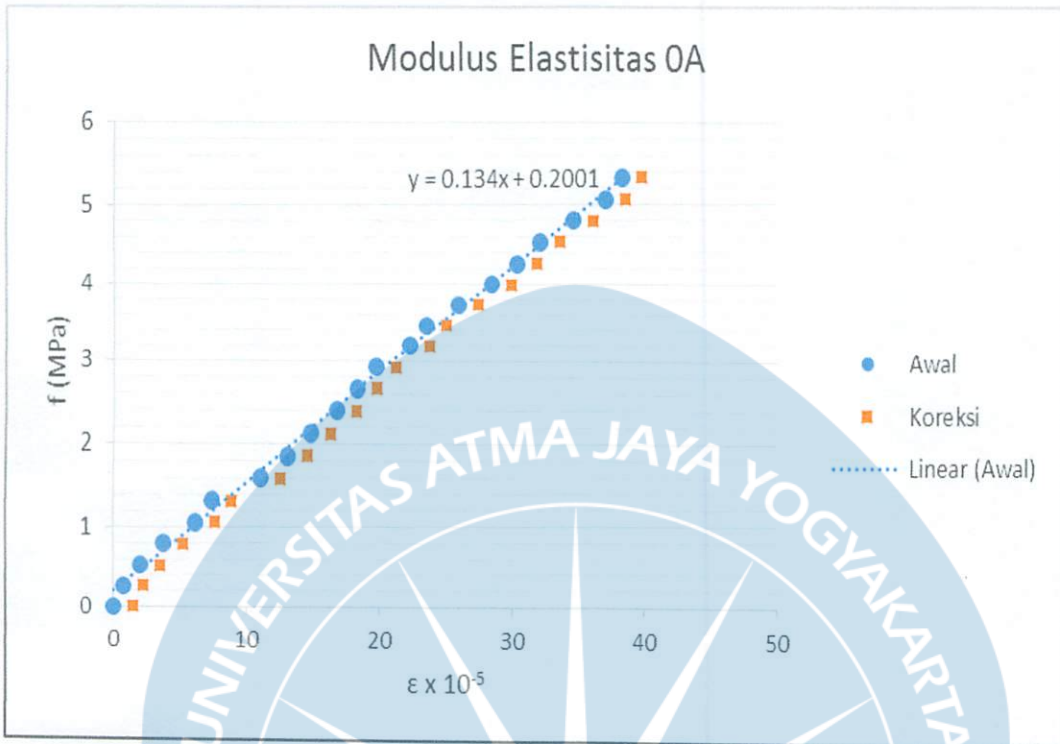 Modulus Elastisitas 0A
6
5
4
3
2
1
0
f (MPa)
y = 0.134x + 0.2001
0 10 20 30 40 50
ε x 10⁻⁵
Awal
Koreksi
Linear (Awal)
UNIVERSITAS ATMA JAYA YOGYAKARTA